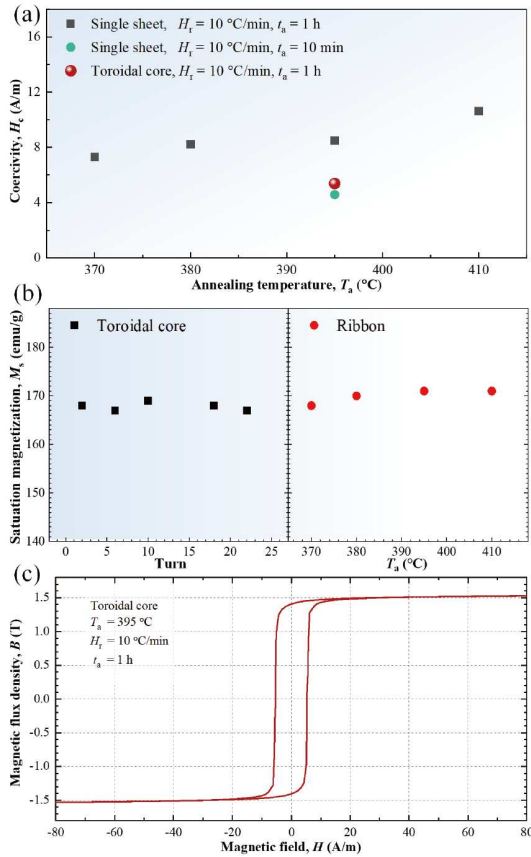 (a)
Single sheet, Hr = 10 °C/min, ta = 1 h
Single sheet, Hr = 10 °C/min, ta = 10 min
Toroidal core, Hr = 10 °C/min, ta = 1 h
Coercivity, Hc (A/m)
16
12
8
4
0
370 380 390 400 410
Annealing temperature, Ta (°C)
(b)
Toroidal core
Ribbon
Satuation magnetization, Ms (emu/g)
180
170
160
150
140
0 5 10 15 20 25 370 380 390 400 410
Turn Ta (°C)
(c)
Toroidal core
Ta = 395 °C
Hr = 10 °C/min
ta = 1 h
Magnetic flux density, B (T)
1.5
1.0
0.5
0.0
-0.5
-1.0
-1.5
-80 -60 -40 -20 0 20 40 60 80
Magnetic field, H (A/m)